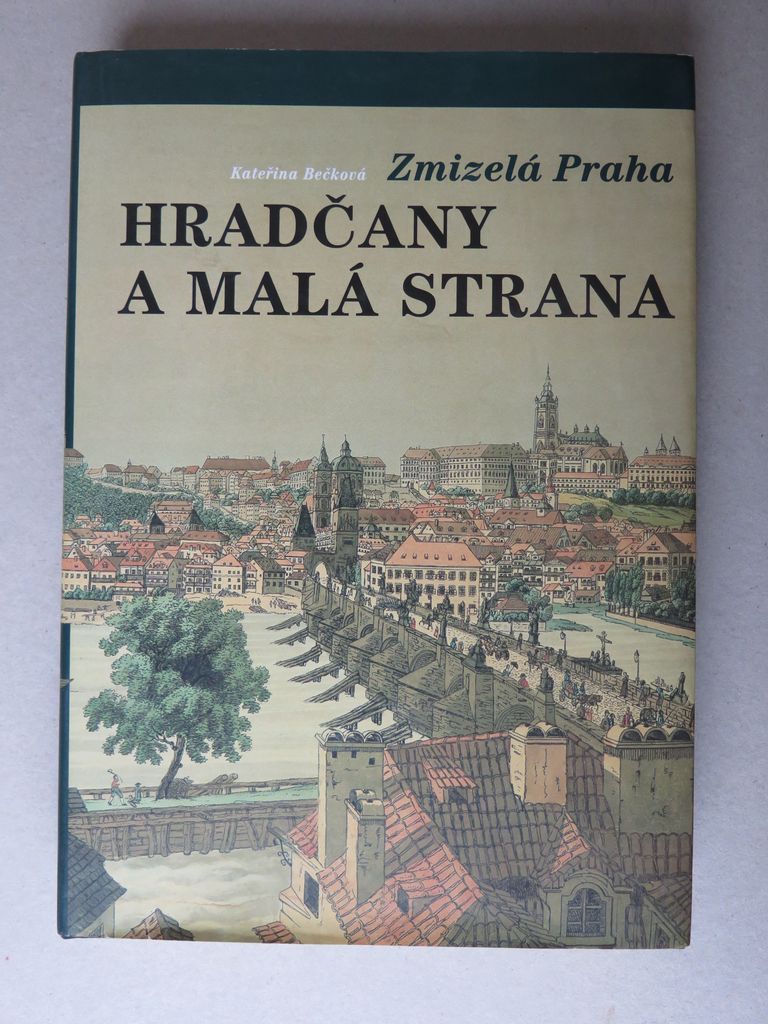 Kateřina Bečková Zmizelá Praha
HRADČANY
A MALÁ STRANA